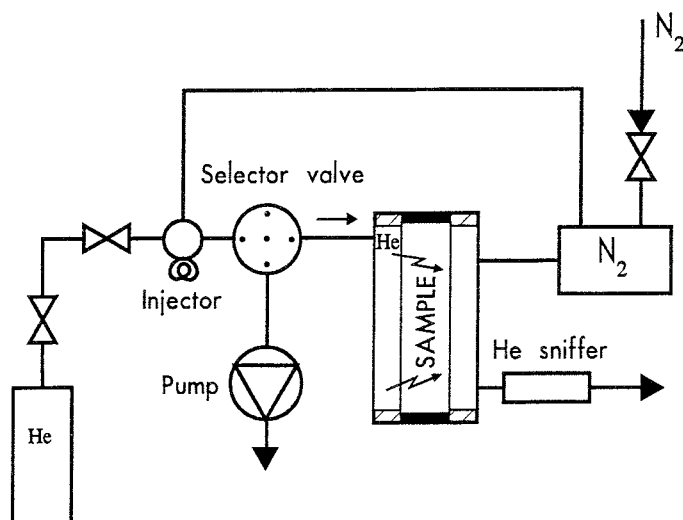 N₂
Selector valve
He
N₂
Injector
SAMPLE
He sniffer
Pump
He